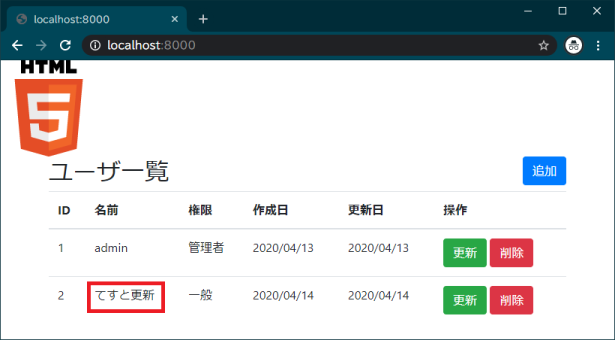 localhost:8000
localhost:8000
HTML
5
ユーザ一覧 追加
ID 名前 権限 作成日 更新日 操作
1 admin 管理者 2020/04/13 2020/04/13 更新 削除
2 てすと更新 一般 2020/04/14 2020/04/14 更新 削除